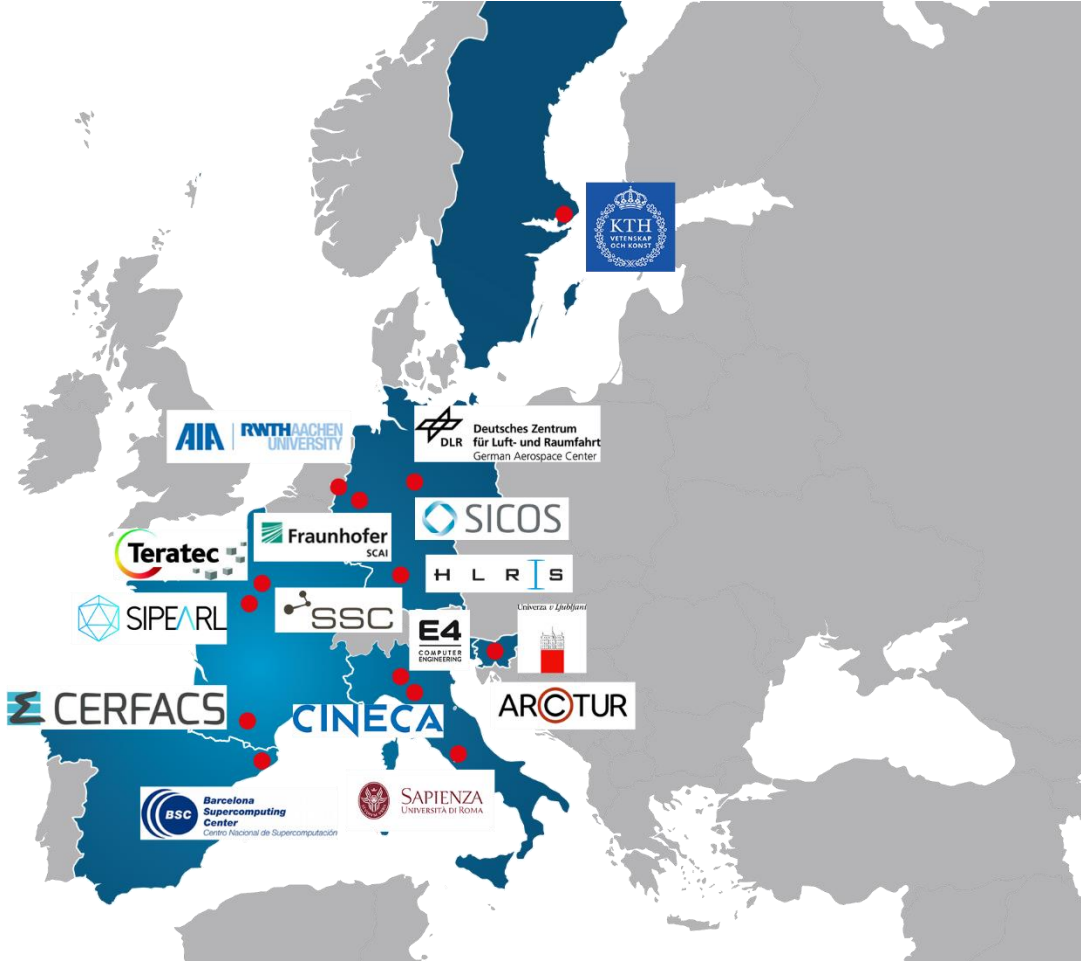 KTH
VETENSKAP
OCH KONST
AIA RWTHAACHEN
UNIVERSITY
DLR
Deutsches Zentrum
für Luft- und Raumfahrt
German Aerospace Center
SICOS
Fraunhofer
SCAI
Teratec
HLRIS
SIPEARL
SSC
E4
COMPUTER
ENGINEERING
Univerza v Ljubljani
CERFACS
CINECA
ARCTUR
BSC
Barcelona
Supercomputing
Center
Centro Nacional de Supercomputación
SAPIENZA
UNIVERSITÀ DI ROMA